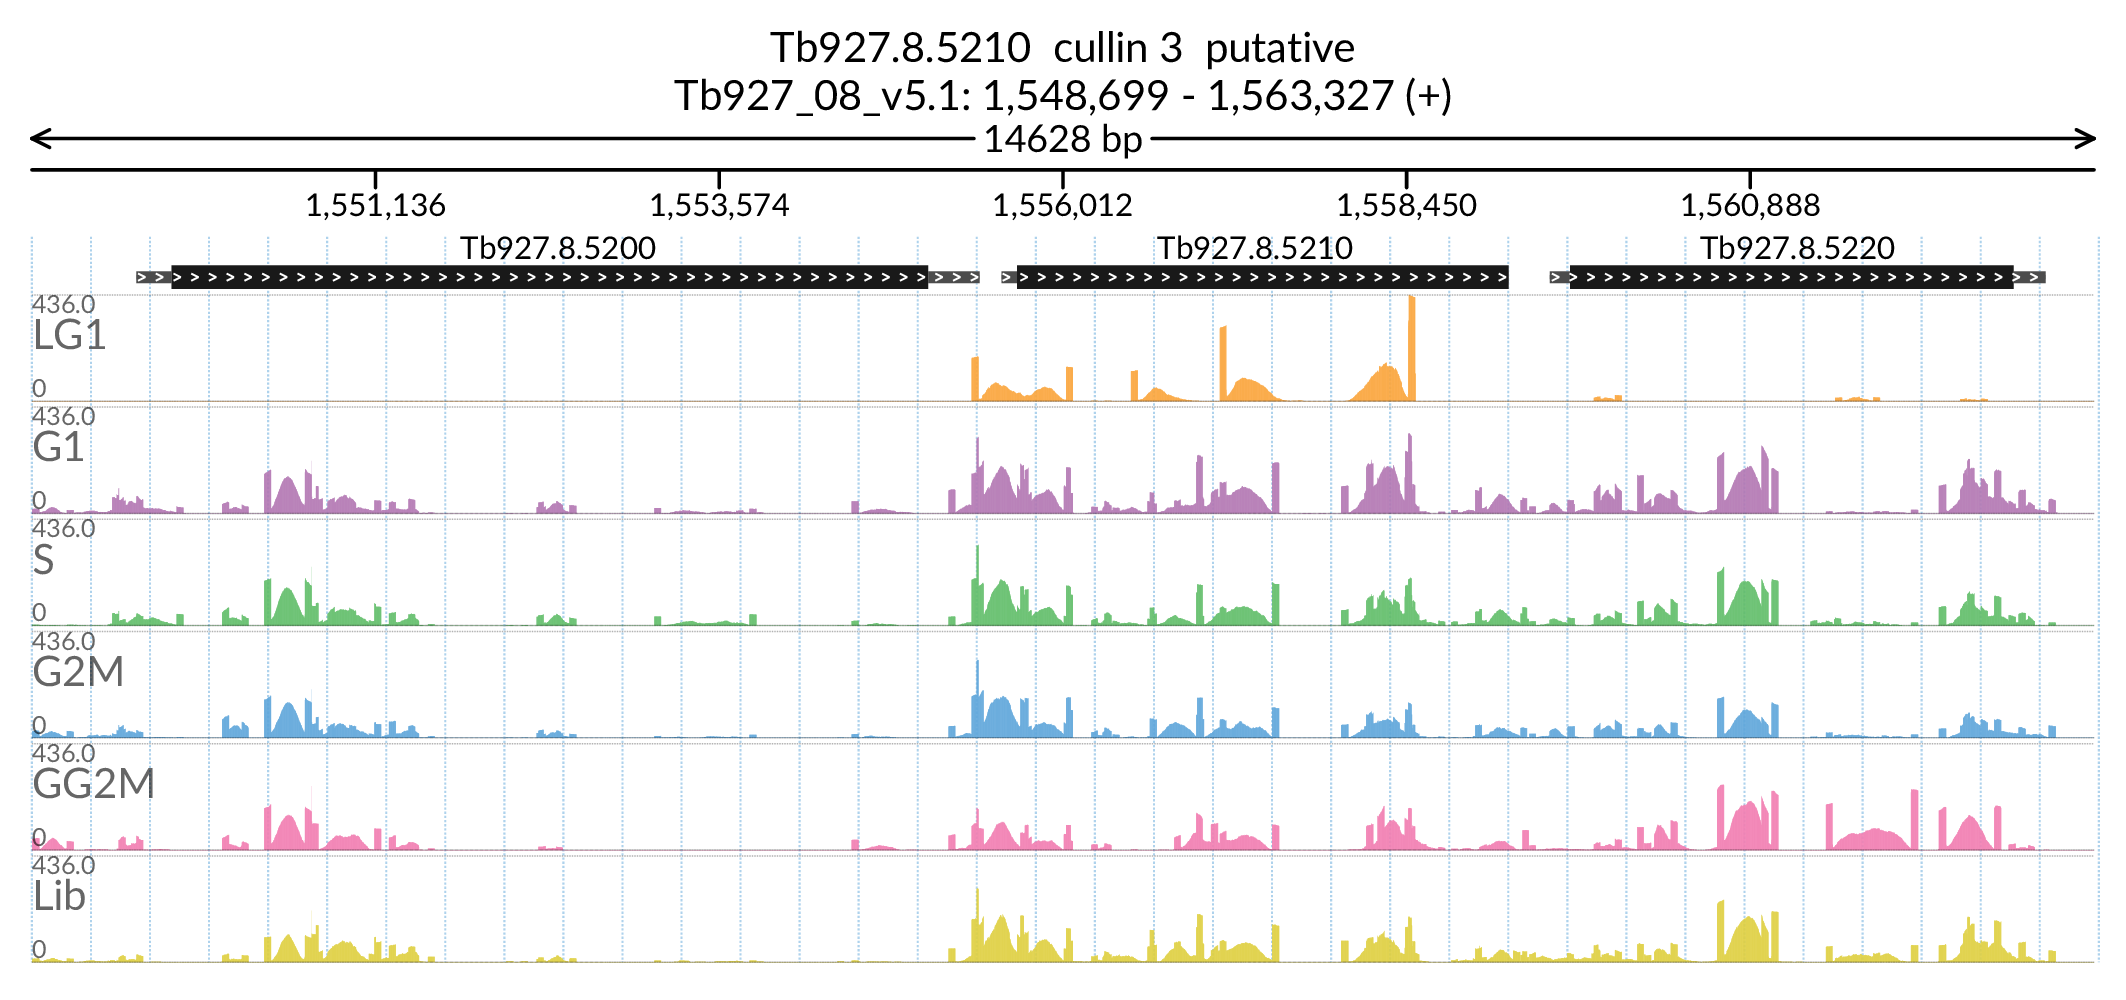 Tb927.8.5210 cullin 3 putative
Tb927_08_v5.1: 1,548,699 - 1,563,327 (+)
14628 bp
1,551,136 1,553,574 1,556,012 1,558,450 1,560,888
Tb927.8.5200 Tb927.8.5210 Tb927.8.5220
436.0
LG1
0
436.0
G1
0
436.0
S
0
436.0
G2M
0
436.0
GG2M
0
436.0
Lib
0